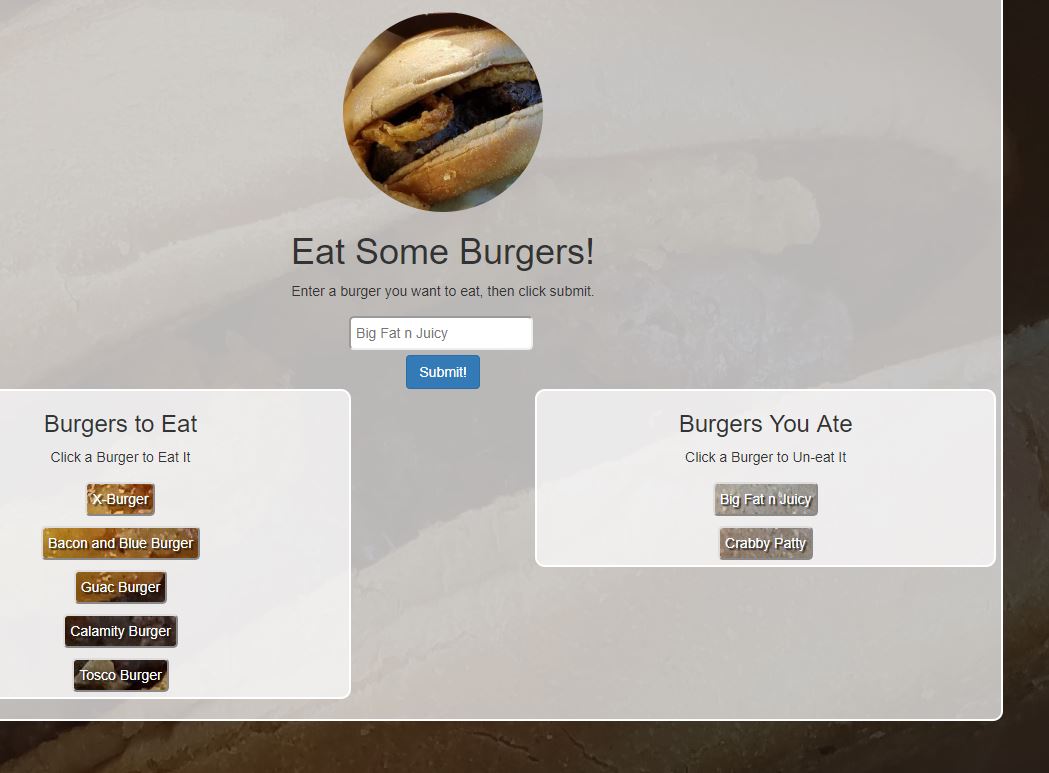 Eat Some Burgers!
Enter a burger you want to eat, then click submit.
Big Fat n Juicy
Submit!
Burgers to Eat
Click a Burger to Eat It
X-Burger
Bacon and Blue Burger
Guac Burger
Calamity Burger
Tosco Burger
Burgers You Ate
Click a Burger to Un-eat It
Big Fat n Juicy
Crabby Patty